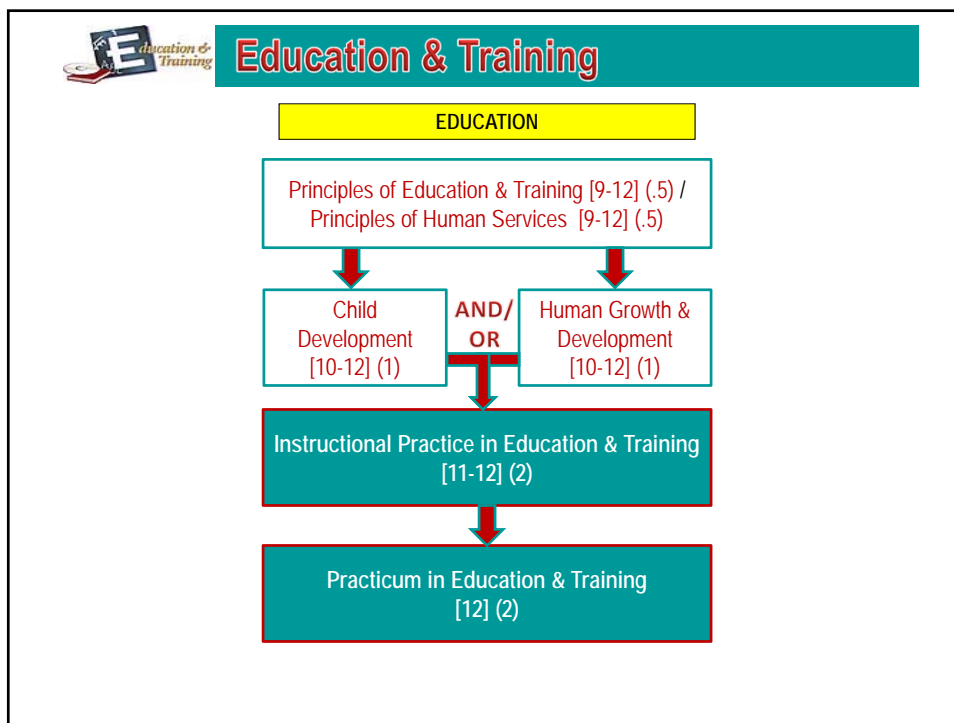 Education &
Training
Education & Training
EDUCATION
Principles of Education & Training [9-12] (.5) /
Principles of Human Services [9-12] (.5)
Child
Development
[10-12] (1)
AND/
OR
Human Growth &
Development
[10-12] (1)
Instructional Practice in Education & Training
[11-12] (2)
Practicum in Education & Training
[12] (2)